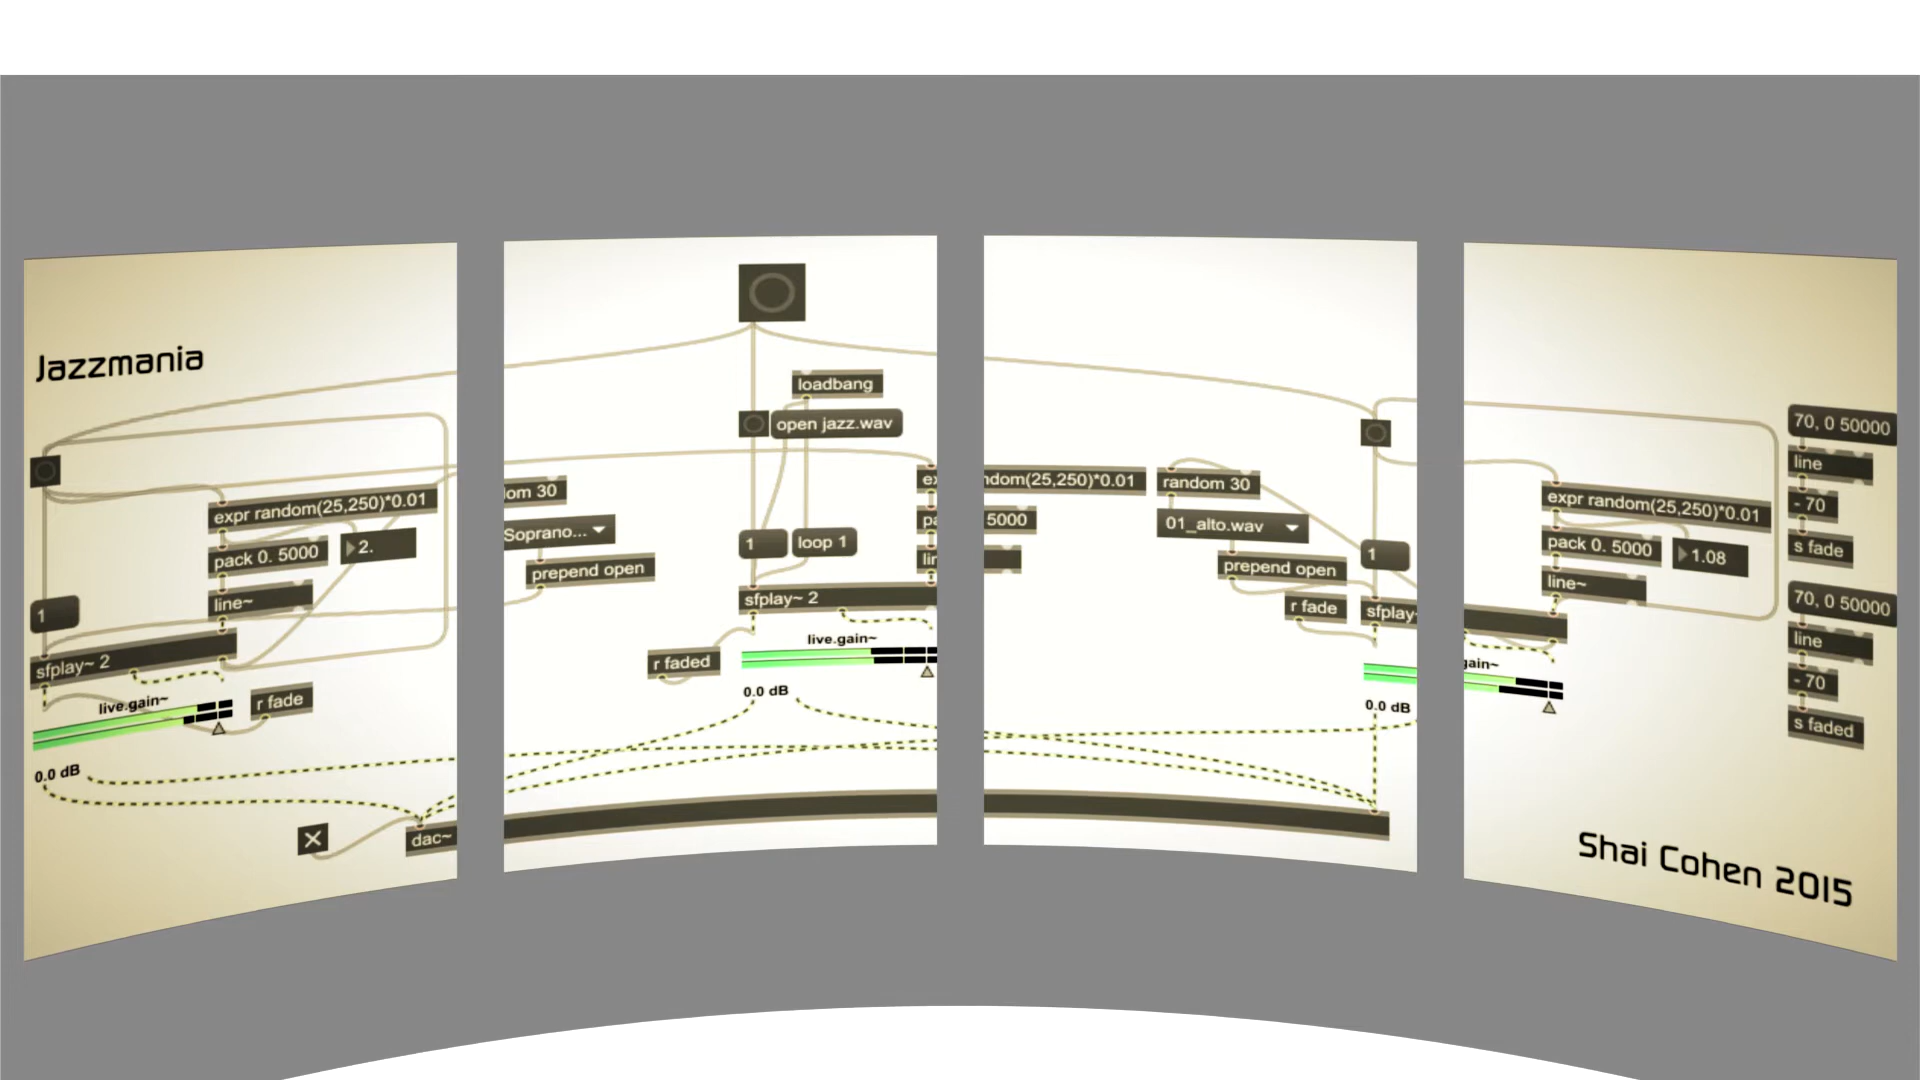 Jazzmania
expr random(25,250)*0.01
pack 0. 5000
2.
line~
1
sfplay~ 2
live.gain~
r fade
0.0 dB
dac~
loadbang
open jazz.wav
30
Soprano...
prepend open
1
loop 1
sfplay~ 2
r faded
live.gain~
0.0 dB
(25,250)*0.01
5000
random 30
01_alto.wav
prepend open
1
r fade
sfplay~
0.0 dB
expr random(25,250)*0.01
pack 0. 5000
1.08
line~
gain~
70, 0 50000
line
- 70
s fade
70, 0 50000
line
- 70
s faded
Shai Cohen 2015